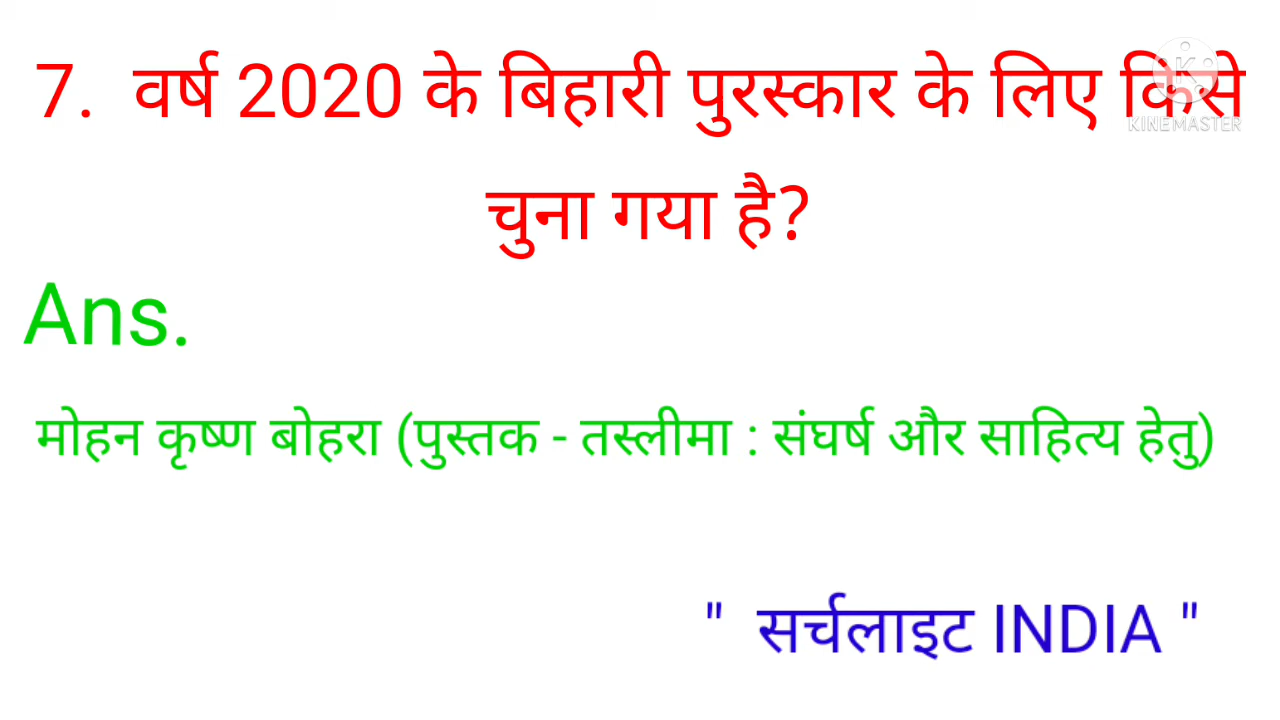 7. वर्ष 2020 के बिहारी पुरस्कार के लिए किसे
KINEMASTER
चुना गया है?
Ans.
मोहन कृष्ण बोहरा (पुस्तक - तस्लीमा : संघर्ष और साहित्य हेतु)
" सर्चलाइट INDIA "